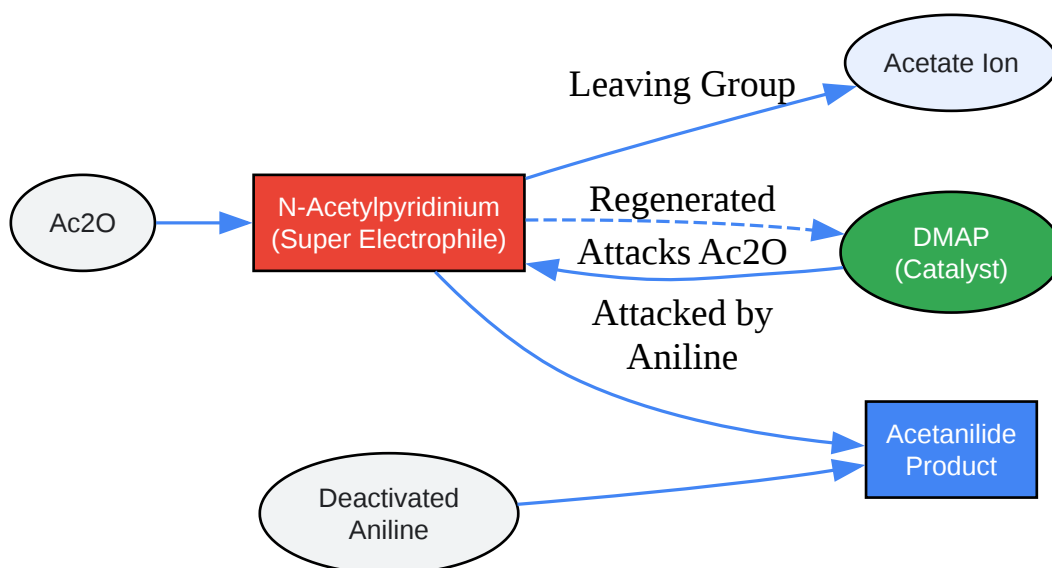 Acetate Ion
Leaving Group
Ac2O
N-Acetylpyridinium
(Super Electrophile)
Regenerated
DMAP
(Catalyst)
Attacks Ac2O
Attacked by
Aniline
Acetanilide
Product
Deactivated
Aniline